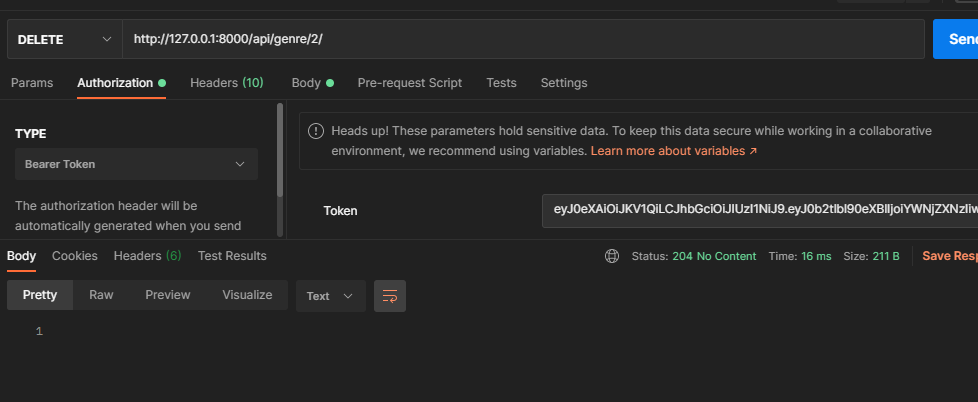 DELETE http://127.0.0.1:8000/api/genre/2/ Send
Params Authorization Headers (10) Body Pre-request Script Tests Settings
TYPE
Bearer Token
The authorization header will be
automatically generated when you send
Heads up! These parameters hold sensitive data. To keep this data secure while working in a collaborative
environment, we recommend using variables. Learn more about variables ↗
Token
Body Cookies Headers (6) Test Results Status: 204 No Content Time: 16 ms Size: 211 B Save Resp
Pretty Raw Preview Visualize Text
1